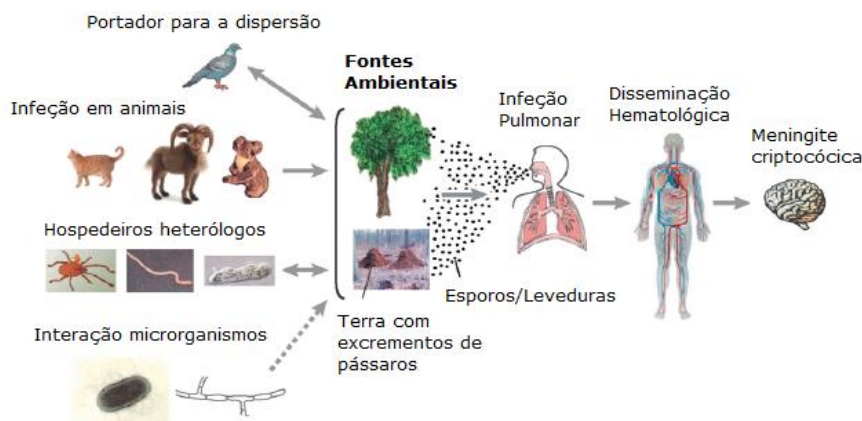 Portador para a dispersão
Fontes
Ambientais
Infeção em animais
Infeção
Pulmonar
Disseminação
Hematológica
Meningite
criptocócica
Hospedeiros heterólogos
Esporos/Leveduras
Interação microrganismos
Terra com
excrementos de
pássaros